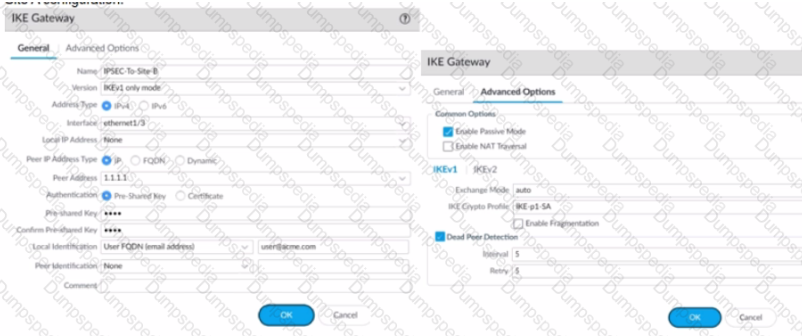 Site A configuration:
IKE Gateway
General Advanced Options
Name IPSEC-To-Site-B
Version IKEv1 only mode
Address Type IPv4 IPv6
Interface ethernet1/3
Local IP Address None
Peer IP Address Type IP FQDN Dynamic
Peer Address 1.1.1.1
Authentication Pre-Shared Key Certificate
Pre-shared Key ••••
Confirm Pre-shared Key ••••
Local Identification User FQDN (email address) user@acme.com
Peer Identification None
Comment
OK Cancel
IKE Gateway
General Advanced Options
Common Options
Enable Passive Mode
Enable NAT Traversal
IKEv1 IKEv2
Exchange Mode auto
IKE Crypto Profile IKE-p1-SA
Enable Fragmentation
Dead Peer Detection
Interval 5
Retry 5
OK Cancel
Dumpspedia